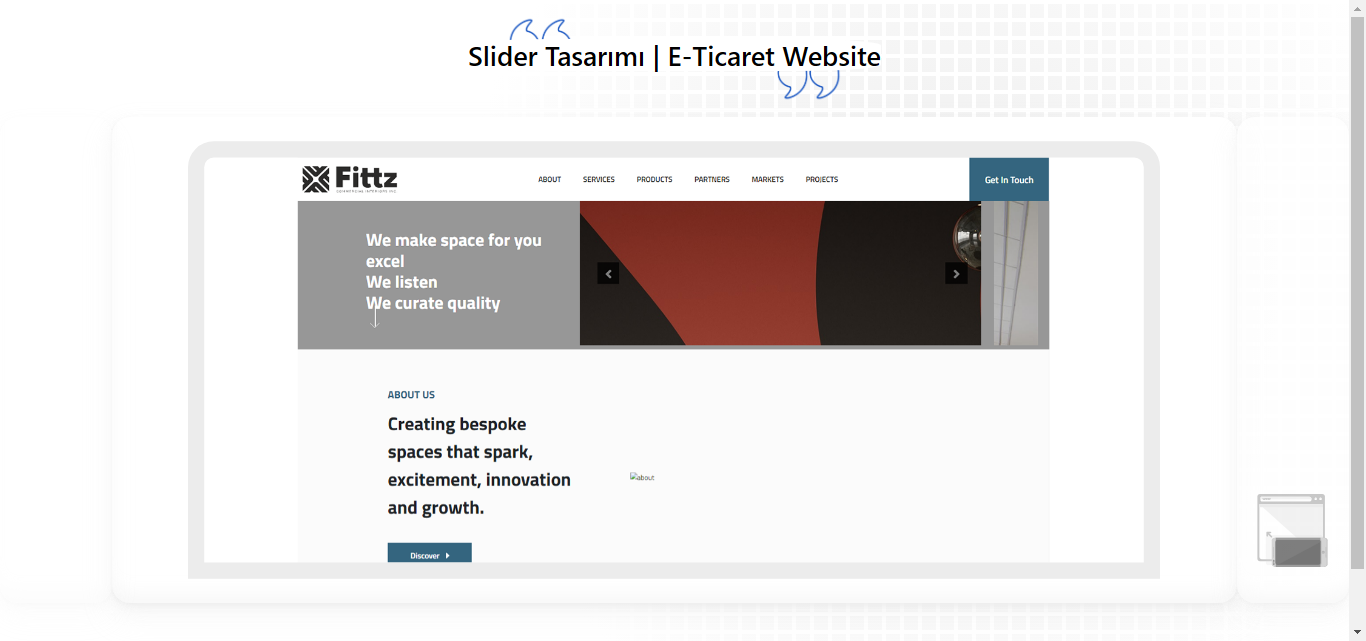 Slider Tasarımı | E-Ticaret Website
Fittz
ABOUT SERVICES PRODUCTS PARTNERS MARKETS PROJECTS
Get In Touch
We make space for you
excel
We listen
We curate quality
ABOUT US
Creating bespoke
spaces that spark,
excitement, innovation
and growth.
about
Discover